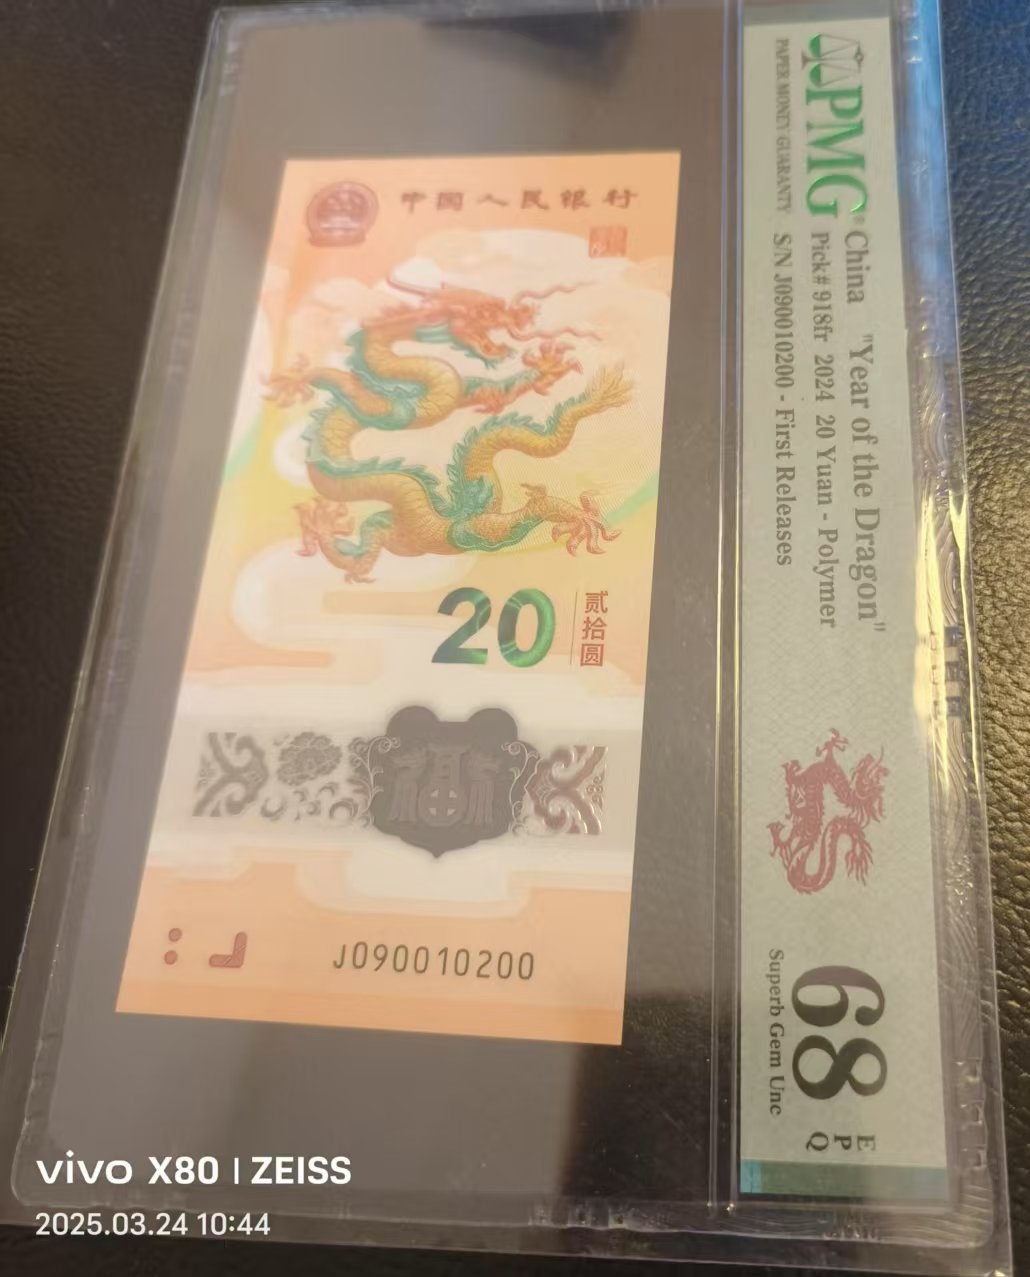 中国人民银行
20
贰拾圆
福
J090010200
PMG®
PAPER MONEY GUARANTY
China "Year of the Dragon"
Pick# 918fr 2024 20 Yuan - Polymer
S/N J090010200 - First Releases
68
EPQ
Superb Gem Unc
vivo X80 | ZEISS
2025.03.24 10:44